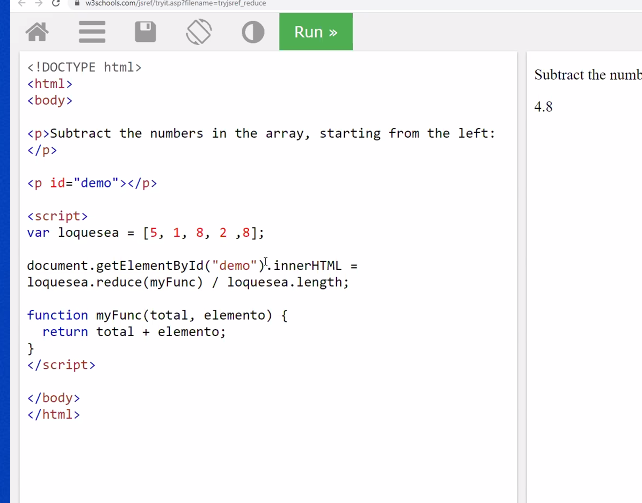 w3schools.com/jsref/tryit.asp?filename=tryjsref_reduce
Run »
<!DOCTYPE html>
<html>
<body>
<p>Subtract the numbers in the array, starting from the left:
</p>
<p id="demo"></p>
<script>
var loquesea = [5, 1, 8, 2 ,8];
document.getElementById("demo").innerHTML =
loquesea.reduce(myFunc) / loquesea.length;
function myFunc(total, elemento) {
return total + elemento;
}
</script>
</body>
</html>
Subtract the numb
4.8